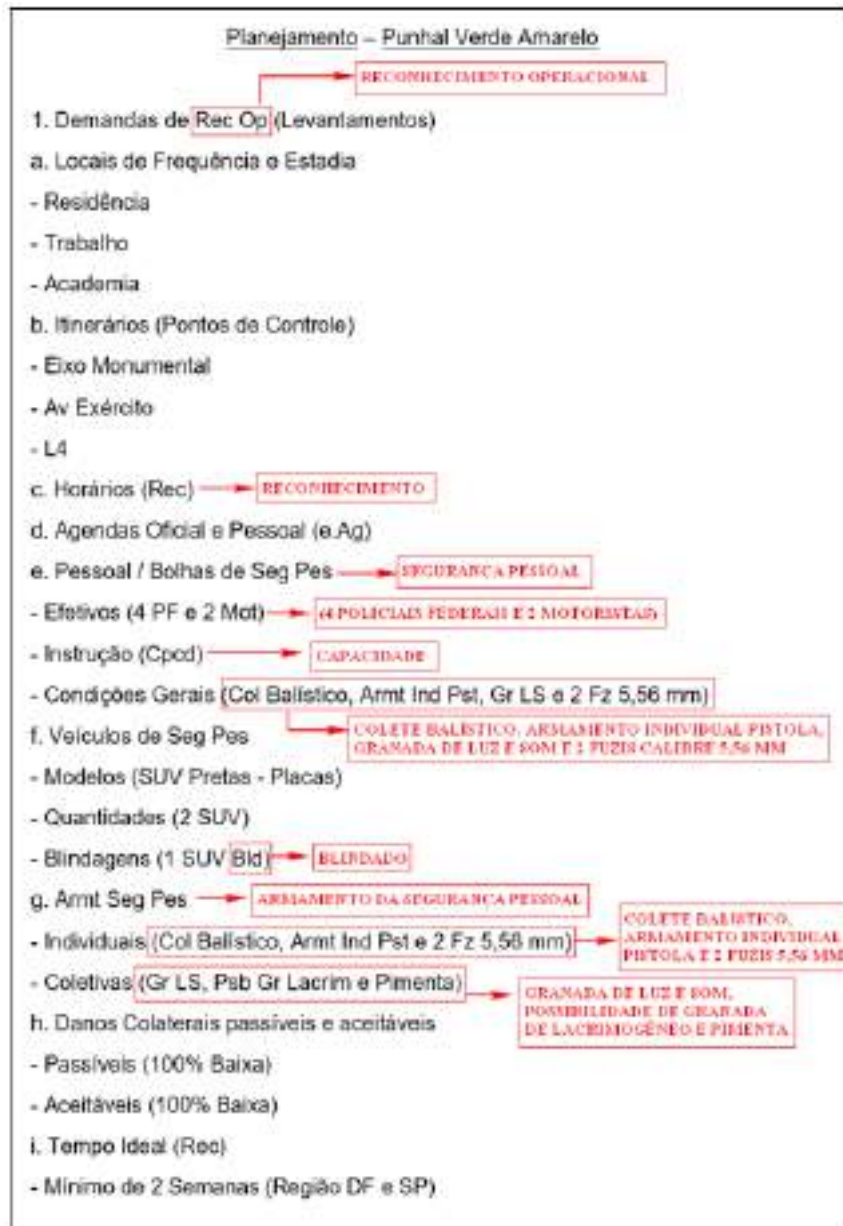 Planejamento – Punhal Verde Amarelo
RECONHECIMENTO OPERACIONAL
1. Demandas de Rec Op (Levantamentos)
a. Locais de Frequência e Estadia
- Residência
- Trabalho
- Academia
b. Itinerários (Pontos de Controle)
- Eixo Monumental
- Av Exército
- L4
c. Horários (Rec) RECONHECIMENTO
d. Agendas Oficial e Pessoal (e.Ag)
e. Pessoal / Bolhas de Seg Pes SEGURANÇA PESSOAL
- Efetivos (4 PF e 2 Mot) (4 POLICIAIS FEDERAIS E 2 MOTORISTAS)
- Instrução (Cpcd) CAPACIDADE
- Condições Gerais (Col Balístico, Armt Ind Pst, Gr LS e 2 Fz 5,56 mm)
COLETE BALÍSTICO, ARMAMENTO INDIVIDUAL PISTOLA,
GRANADA DE LUZ E SOM E 2 FUZIS CALIBRE 5,56 MM
f. Veículos de Seg Pes
- Modelos (SUV Pretas - Placas)
- Quantidades (2 SUV)
- Blindagens (1 SUV Bld) BLINDADO
g. Armt Seg Pes ARMAMENTO DA SEGURANÇA PESSOAL
COLETE BALÍSTICO,
ARMAMENTO INDIVIDUAL
PISTOLA E 2 FUZIS 5,56 MM
- Individuais (Col Balístico, Armt Ind Pst e 2 Fz 5,56 mm)
- Coletivas (Gr LS, Psb Gr Lacrim e Pimenta)
GRANADA DE LUZ E SOM,
POSSIBILIDADE DE GRANADA
DE LACRIMOGÊNEO E PIMENTA
h. Danos Colaterais passíveis e aceitáveis
- Passíveis (100% Baixa)
- Aceitáveis (100% Baixa)
i. Tempo Ideal (Rec)
- Mínimo de 2 Semanas (Região DF e SP)